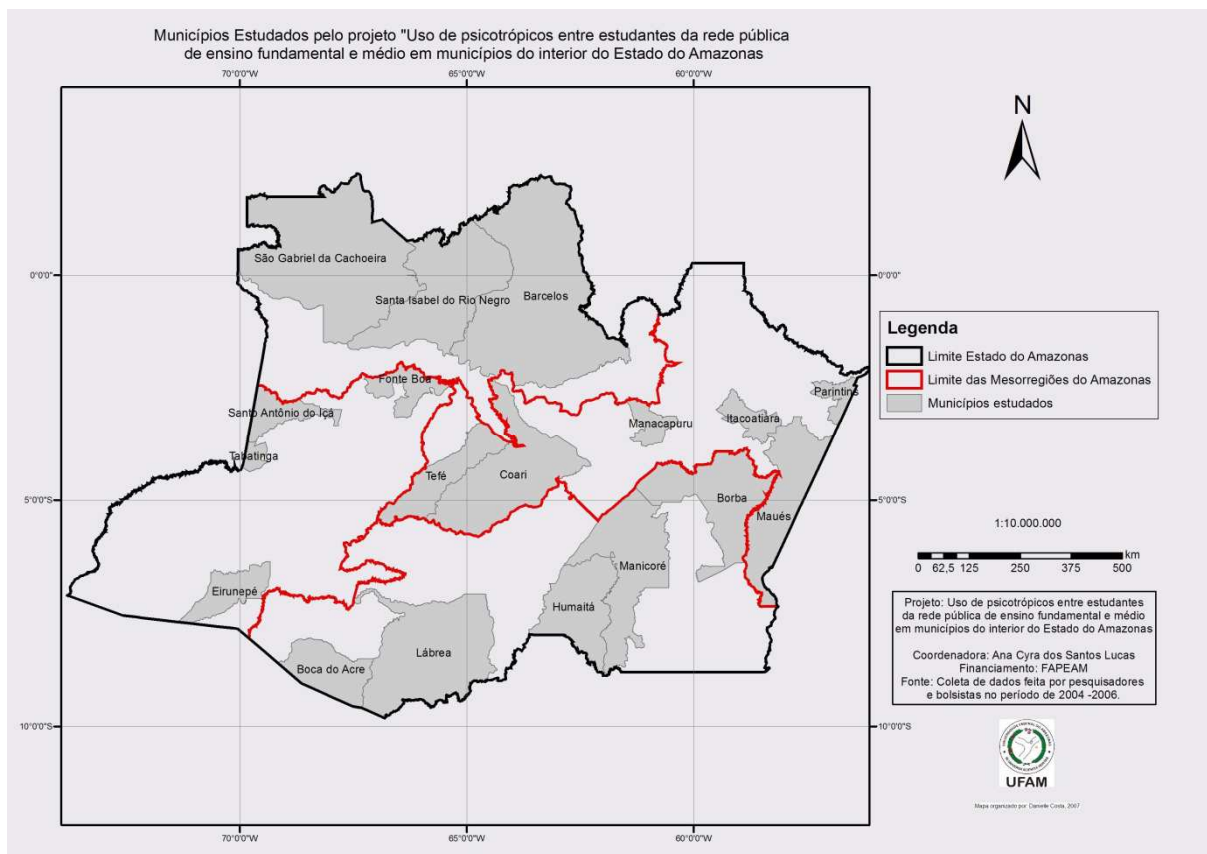 Municípios Estudados pelo projeto "Uso de psicotrópicos entre estudantes da rede pública
de ensino fundamental e médio em municípios do interior do Estado do Amazonas
70°0'0"W
65°0'0"W
60°0'0"W
N
São Gabriel da Cachoeira
0°0'0"
0°0'0"
Santa Isabel do Rio Negro
Barcelos
Legenda
Limite Estado do Amazonas
Limite das Mesorregiões do Amazonas
Municípios estudados
Fonte Boa
Parintins
Santo Antônio do Içá
Manacapuru
Itacoatiara
Tabatinga
Tefé
Coari
5°0'0"S
5°0'0"S
Borba
Maués
1:10.000.000
km
0 62,5 125 250 375 500
Manicoré
Eirunepé
Humaitá
Lábrea
Boca do Acre
Projeto: Uso de psicotrópicos entre estudantes
da rede pública de ensino fundamental e médio
em municípios do interior do Estado do Amazonas
Coordenadora: Ana Cyra dos Santos Lucas
Financiamento: FAPEAM
Fonte: Coleta de dados feita por pesquisadores
e bolsistas no período de 2004 -2006.
10°0'0"S
10°0'0"S
UFAM
Mapa organizado por: Danielle Costa, 2007
70°0'0"W
65°0'0"W
60°0'0"W